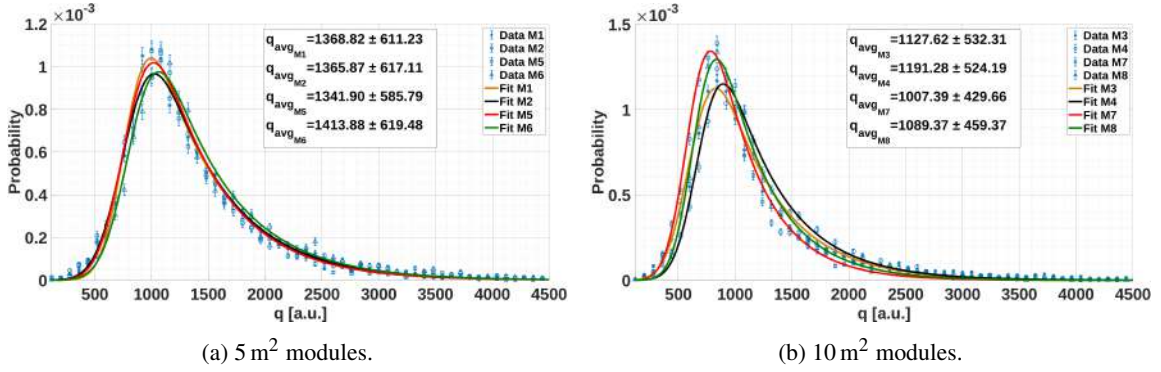 ×10⁻³
1.2
1
0.8
0.6
0.4
0.2
0
Probability
q_avg_M1=1368.82 ± 611.23
q_avg_M2=1365.87 ± 617.11
q_avg_M5=1341.90 ± 585.79
q_avg_M6=1413.88 ± 619.48
Data M1
Data M2
Data M5
Data M6
Fit M1
Fit M2
Fit M5
Fit M6
500 1000 1500 2000 2500 3000 3500 4000 4500
q [a.u.]
(a) 5 m² modules.
×10⁻³
1.5
1
0.5
0
Probability
q_avg_M3=1127.62 ± 532.31
q_avg_M4=1191.28 ± 524.19
q_avg_M7=1007.39 ± 429.66
q_avg_M8=1089.37 ± 459.37
Data M3
Data M4
Data M7
Data M8
Fit M3
Fit M4
Fit M7
Fit M8
500 1000 1500 2000 2500 3000 3500 4000 4500
q [a.u.]
(b) 10 m² modules.